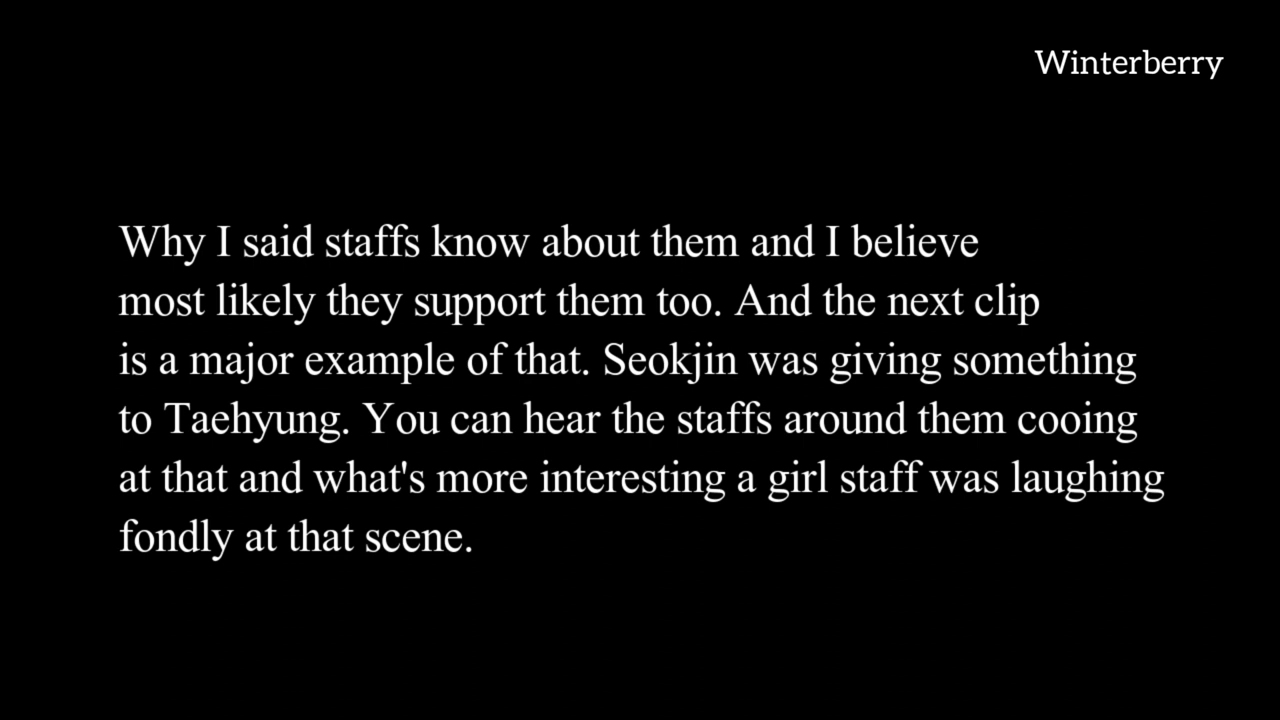 Winterberry
Why I said staffs know about them and I believe
most likely they support them too. And the next clip
is a major example of that. Seokjin was giving something
to Taehyung. You can hear the staffs around them cooing
at that and what's more interesting a girl staff was laughing
fondly at that scene.